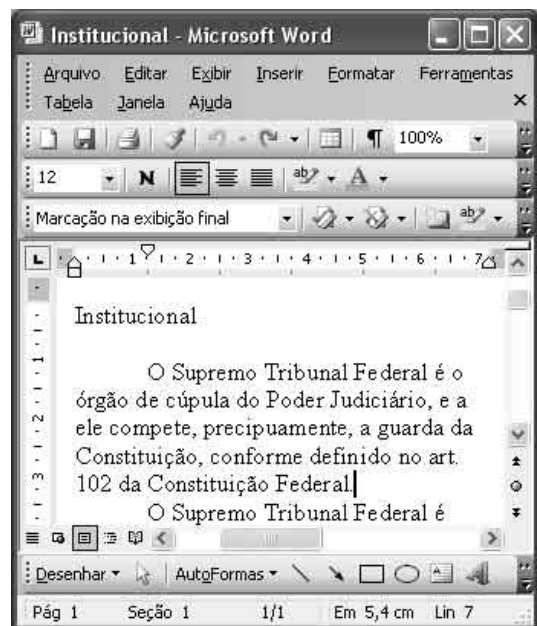 Institucional - Microsoft Word
Arquivo Editar Exibir Inserir Formatar Ferramentas
Tabela Janela Ajuda
100%
12 N
Marcação na exibição final
1 2 3 4 5 6 7
Institucional
O Supremo Tribunal Federal é o
órgão de cúpula do Poder Judiciário, e a
ele compete, precipuamente, a guarda da
Constituição, conforme definido no art.
102 da Constituição Federal.
O Supremo Tribunal Federal é
Desenhar AutoFormas
Pág 1 Seção 1 1/1 Em 5,4 cm Lin 7